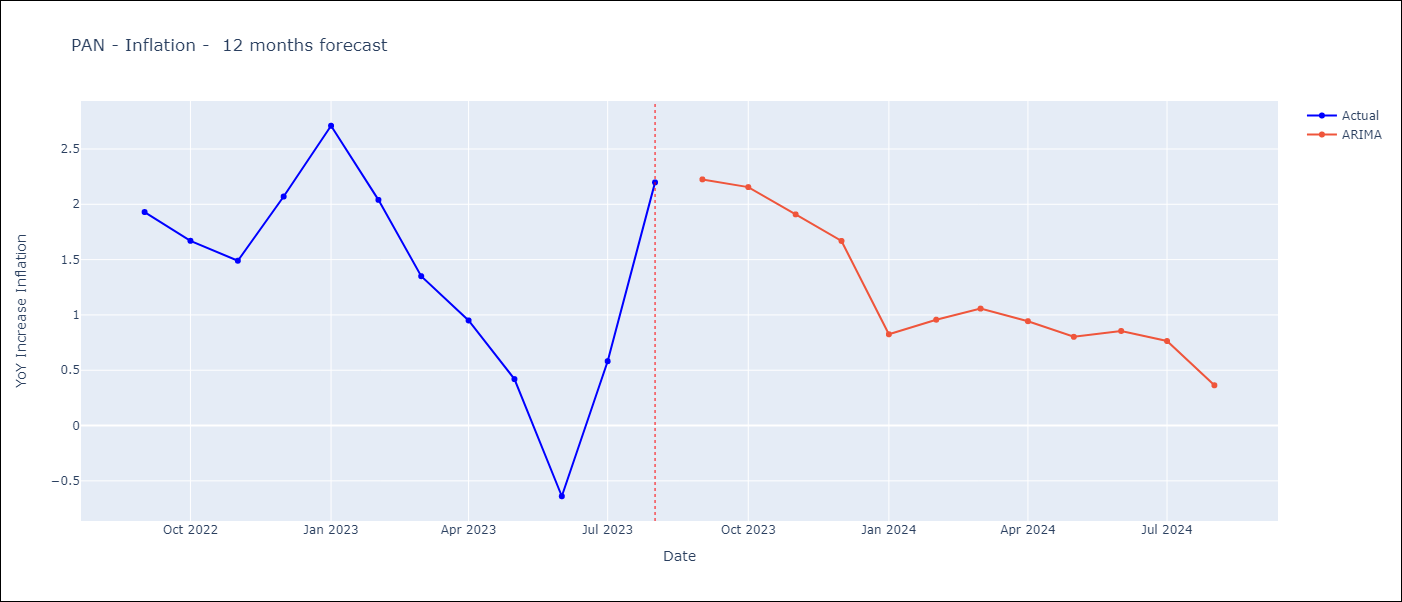 PAN - Inflation -  12 months forecast
Actual
ARIMA
2.5
2
1.5
1
0.5
0
−0.5
YoY Increase Inflation
Oct 2022
Jan 2023
Apr 2023
Jul 2023
Oct 2023
Jan 2024
Apr 2024
Jul 2024
Date